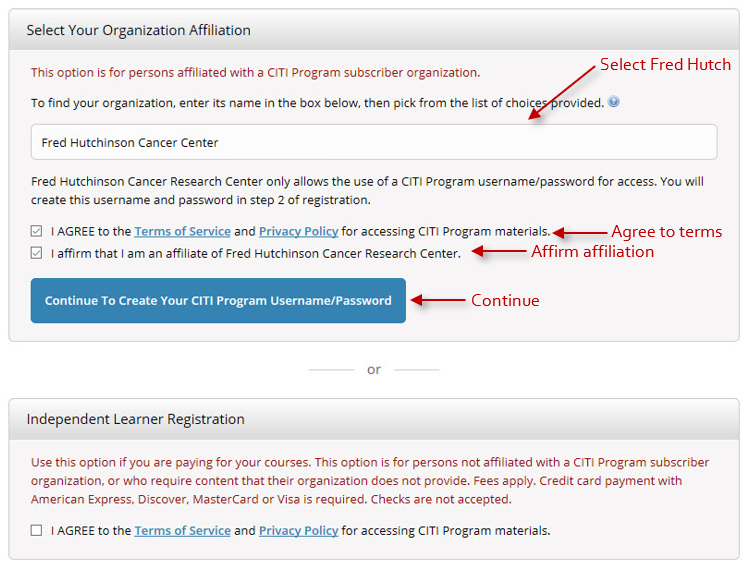 Select Your Organization Affiliation
This option is for persons affiliated with a CITI Program subscriber organization.
Select Fred Hutch
To find your organization, enter its name in the box below, then pick from the list of choices provided. ?
Fred Hutchinson Cancer Center
Fred Hutchinson Cancer Research Center only allows the use of a CITI Program username/password for access. You will
create this username and password in step 2 of registration.
I AGREE to the Terms of Service and Privacy Policy for accessing CITI Program materials.
Agree to terms
I affirm that I am an affiliate of Fred Hutchinson Cancer Research Center.
Affirm affiliation
Continue To Create Your CITI Program Username/Password
Continue
or
Independent Learner Registration
Use this option if you are paying for your courses. This option is for persons not affiliated with a CITI Program subscriber
organization, or who require content that their organization does not provide. Fees apply. Credit card payment with
American Express, Discover, MasterCard or Visa is required. Checks are not accepted.
I AGREE to the Terms of Service and Privacy Policy for accessing CITI Program materials.